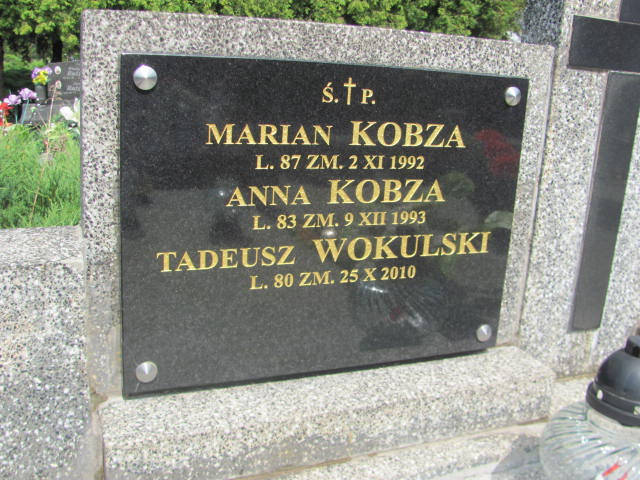 Ś.†P.
MARIAN KOBZA
L. 87 ZM. 2 XI 1992
ANNA KOBZA
L. 83 ZM. 9 XII 1993
TADEUSZ WOKULSKI
L. 80 ZM. 25 X 2010